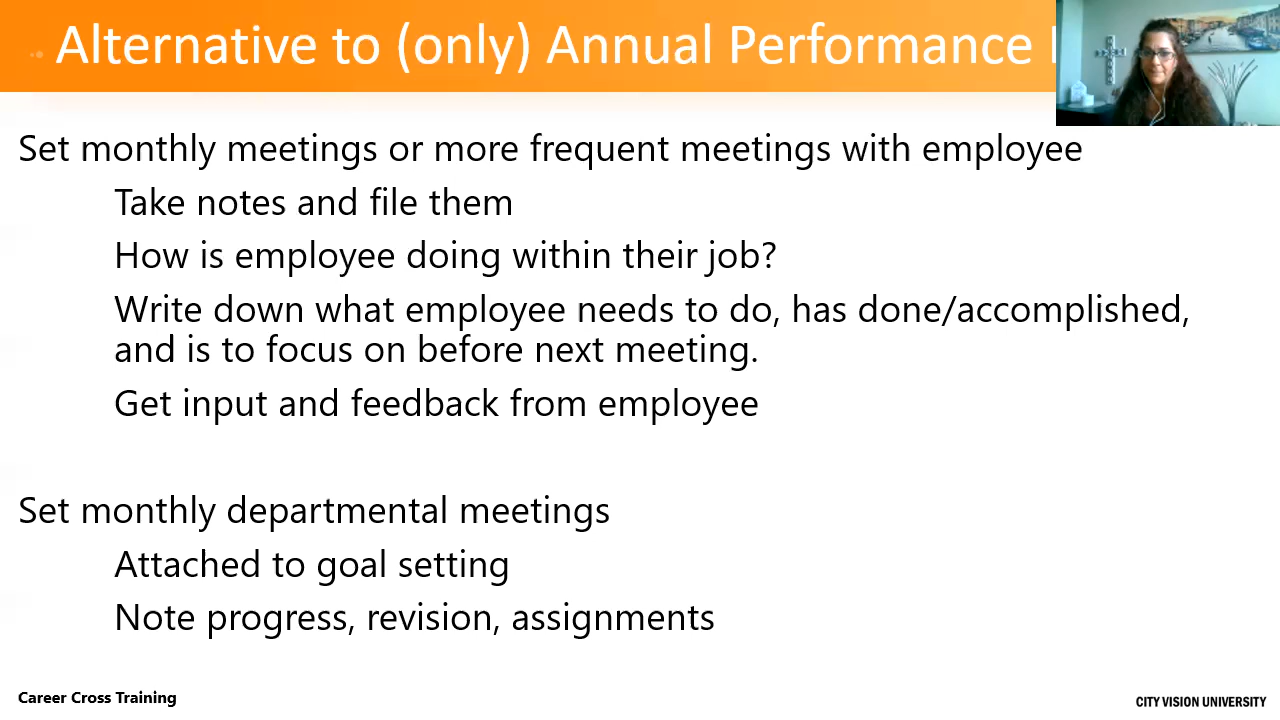 Alternative to (only) Annual Performance
Set monthly meetings or more frequent meetings with employee
Take notes and file them
How is employee doing within their job?
Write down what employee needs to do, has done/accomplished,
and is to focus on before next meeting.
Get input and feedback from employee
Set monthly departmental meetings
Attached to goal setting
Note progress, revision, assignments
Career Cross Training
CITY VISION UNIVERSITY